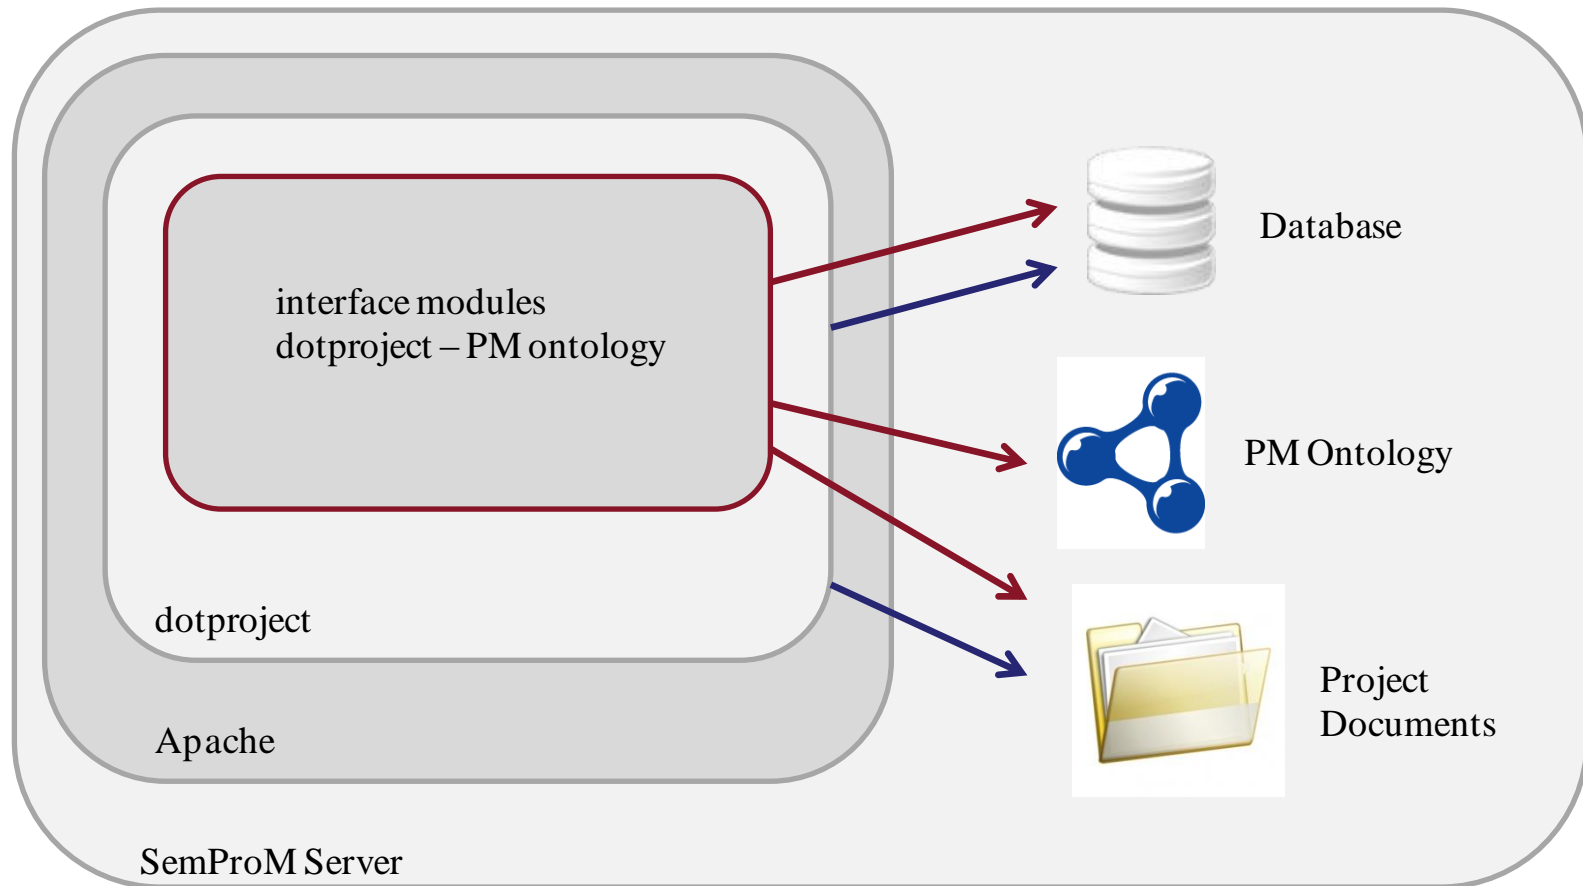 interface modules
dotproject – PM ontology
dotproject
Apache
SemProM Server
Database
PM Ontology
Project
Documents